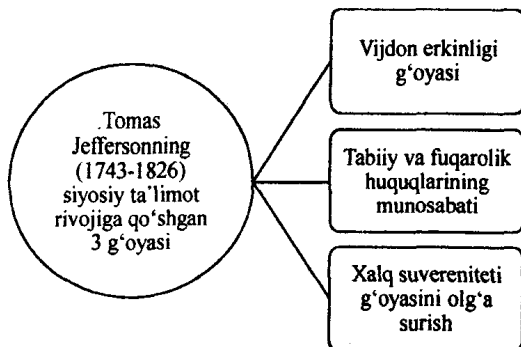 .Tomas
Jeffersonning
(1743-1826)
siyosiy ta'limot
rivojiga qo‘shgan
3 g‘oyasi
Vijdon erkinligi
g‘oyasi
Tabiiy va fuqarolik
huquqlarining
munosabati
Xalq suvereniteti
g‘oyasini olg‘a
surish